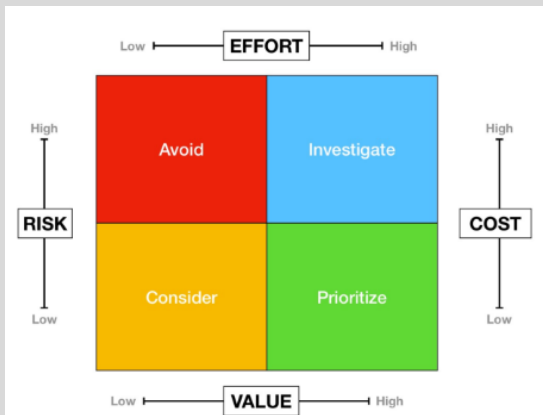 Low EFFORT High
High High
Avoid Investigate
RISK COST
Consider Prioritize
Low Low
Low VALUE High